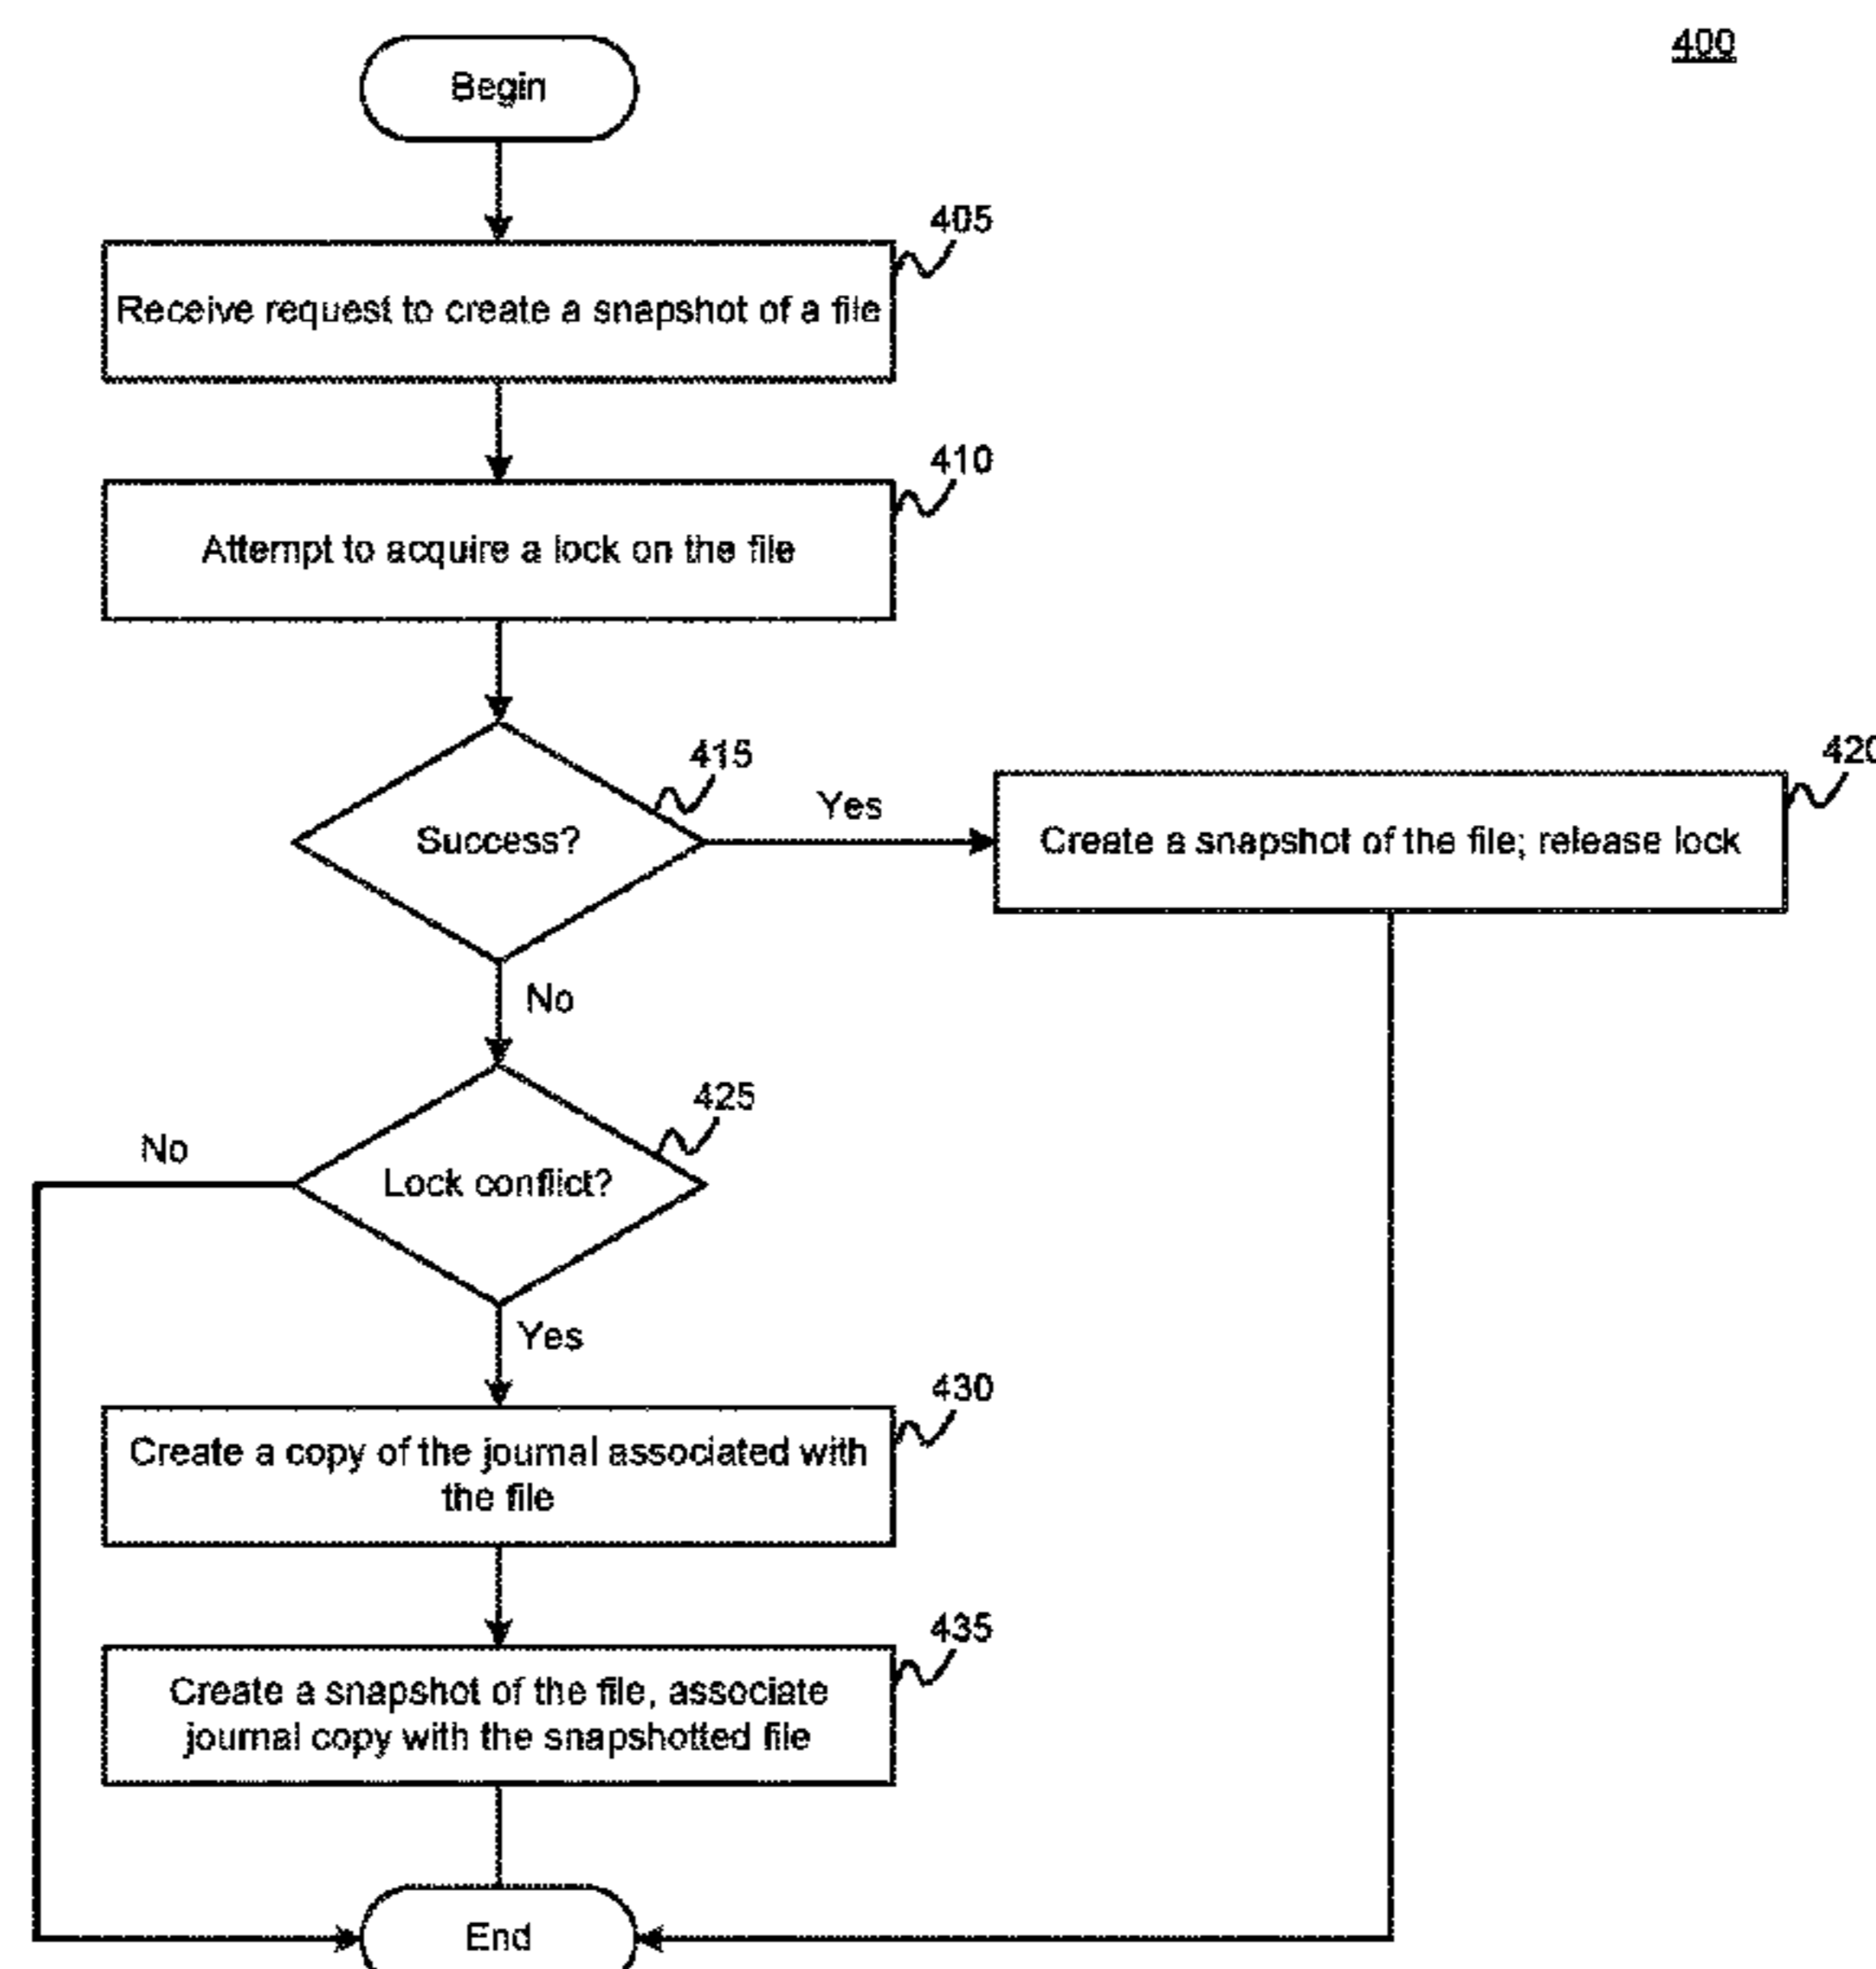 400
Begin
405
Receive request to create a snapshot of a file
410
Attempt to acquire a lock on the file
415
Success?
Yes
420
Create a snapshot of the file; release lock
No
425
Lock conflict?
No
Yes
430
Create a copy of the journal associated with
the file
435
Create a snapshot of the file, associate
journal copy with the snapshotted file
End